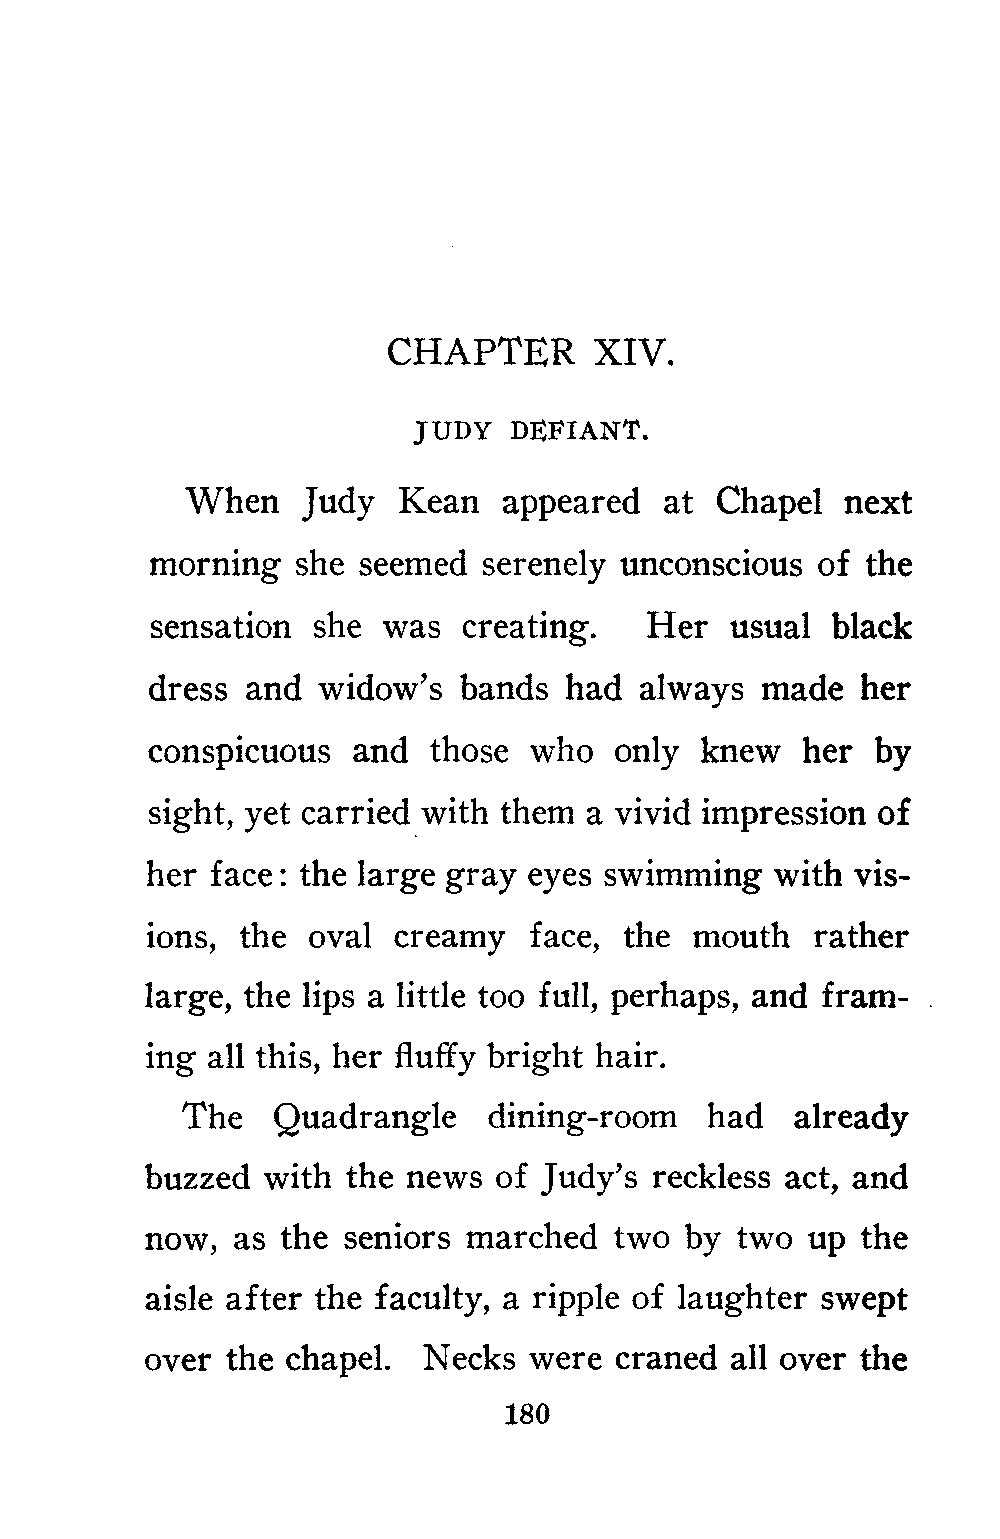 CHAPTER XIV.
JUDY DEFIANT.
When Judy Kean appeared at Chapel next
morning she seemed serenely unconscious of the
sensation she was creating. Her usual black
dress and widow's bands had always made her
conspicuous and those who only knew her by
sight, yet carried with them a vivid impression of
her face: the large gray eyes swimming with vis-
ions, the oval creamy face, the mouth rather
large, the lips a little too full, perhaps, and fram-
ing all this, her fluffy bright hair.
The Quadrangle dining-room had already
buzzed with the news of Judy's reckless act, and
now, as the seniors marched two by two up the
aisle after the faculty, a ripple of laughter swept
over the chapel. Necks were craned all over the
180